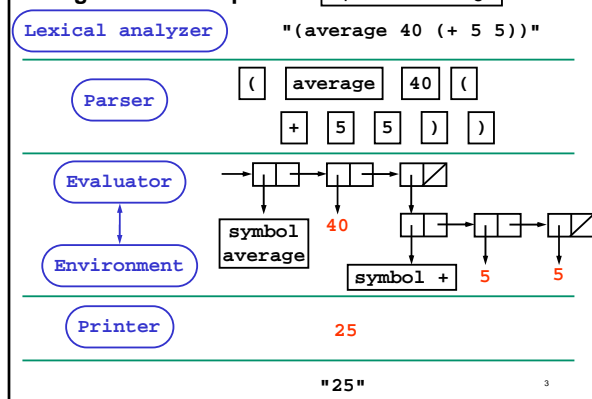 Lexical analyzer "(average 40 (+ 5 5))"
Parser ( average 40 (
+ 5 5 ) )
Evaluator
symbol average 40
Environment symbol + 5 5
Printer 25
"25" 3